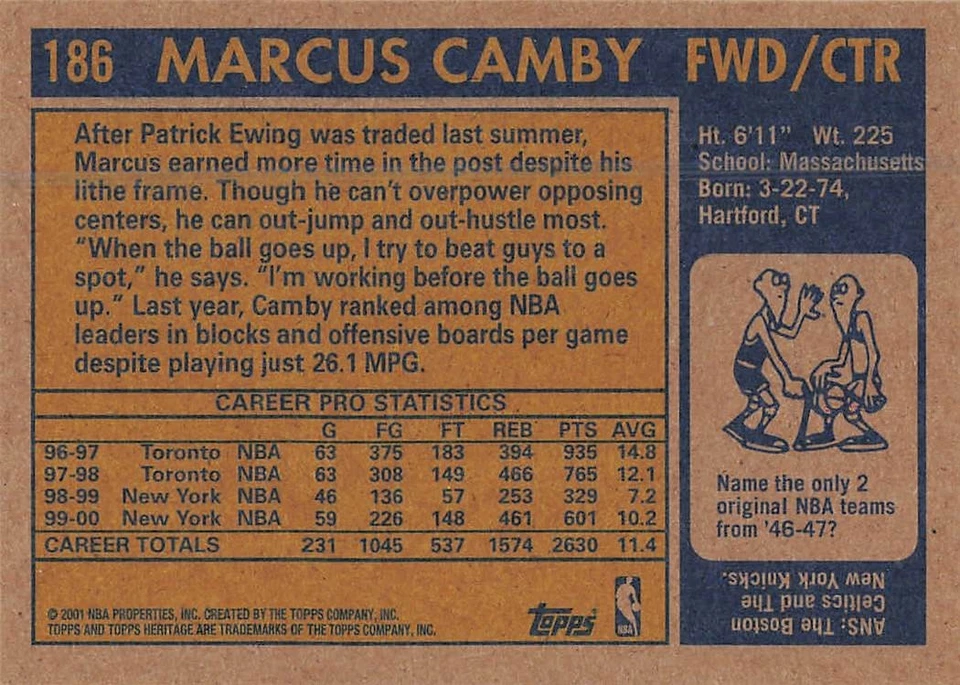 186 MARCUS CAMBY FWD/CTR
After Patrick Ewing was traded last summer,
Marcus earned more time in the post despite his
lithe frame. Though he can't overpower opposing
centers, he can out-jump and out-hustle most.
"When the ball goes up, I try to beat guys to a
spot," he says. "I'm working before the ball goes
up." Last year, Camby ranked among NBA
leaders in blocks and offensive boards per game
despite playing just 26.1 MPG.
Ht. 6'11" Wt. 225
School: Massachusetts
Born: 3-22-74,
Hartford, CT
CAREER PRO STATISTICS
G FG FT REB PTS AVG
96-97 Toronto NBA 63 375 183 394 935 14.8
97-98 Toronto NBA 63 308 149 466 765 12.1
98-99 New York NBA 46 136 57 253 329 7.2
99-00 New York NBA 59 226 148 461 601 10.2
CAREER TOTALS 231 1045 537 1574 2630 11.4
Name the only 2
original NBA teams
from '46-47?
ANS: The Boston
Celtics and The
New York Knicks.
© 2001 NBA PROPERTIES, INC. CREATED BY THE TOPPS COMPANY, INC.
TOPPS AND TOPPS HERITAGE ARE TRADEMARKS OF THE TOPPS COMPANY, INC.
Topps
NBA